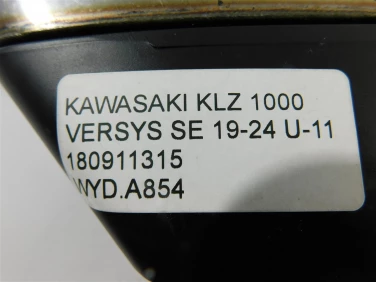 KAWASAKI KLZ 1000
VERSYS SE 19-24 U-11
180911315
WYD.A854